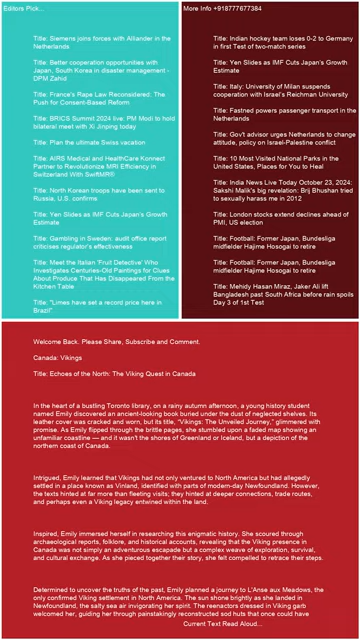 Editors Pick...
Title: Siemens joins forces with Alliander in the
Netherlands
Title: Better cooperation opportunities with
Japan, South Korea in disaster management -
DPM Zahid
Title: France's Rape Law Reconsidered: The
Push for Consent-Based Reform
Title: BRICS Summit 2024 live: PM Modi to hold
bilateral meet with Xi Jinping today
Title: Plan the ultimate Swiss vacation
Title: AIRS Medical and HealthCare Konnect
Partner to Revolutionize MRI Efficiency in
Switzerland With SwiftMR®
Title: North Korean troops have been sent to
Russia, U.S. confirms
Title: Yen Slides as IMF Cuts Japan's Growth
Estimate
Title: Gambling in Sweden: audit office report
criticises regulator's effectiveness
Title: Meet the Italian 'Fruit Detective' Who
Investigates Centuries-Old Paintings for Clues
About Produce That Has Disappeared From the
Kitchen Table
Title: "Limes have set a record price here in
Brazil".
More Info +918777677384
Title: Indian hockey team loses 0-2 to Germany
in first Test of two-match series
Title: Yen Slides as IMF Cuts Japan's Growth
Estimate
Title: Italy: University of Milan suspends
cooperation with Israel's Reichman University
Title: Fastned powers passenger transport in the
Netherlands
Title: Gov't advisor urges Netherlands to change
attitude, policy on Israel-Palestine conflict
Title: 10 Most Visited National Parks in the
United States, Places for You to Heal
Title: India News Live Today October 23, 2024:
Sakshi Malik's big revelation: Brij Bhushan tried
to sexually harass me in 2012
Title: London stocks extend declines ahead of
PMI, US election
Title: Football: Former Japan, Bundesliga
midfielder Hajime Hosogai to retire
Title: Football: Former Japan, Bundesliga
midfielder Hajime Hosogai to retire
Title: Mehidy Hasan Miraz, Jaker Ali lift
Bangladesh past South Africa before rain spoils
Day 3 of 1st Test
Welcome Back. Please Share, Subscribe and Comment.
Canada: Vikings
Title: Echoes of the North: The Viking Quest in Canada
In the heart of a bustling Toronto library, on a rainy autumn afternoon, a young history student
named Emily discovered an ancient-looking book buried under the dust of neglected shelves. Its
leather cover was cracked and worn, but its title, "Vikings: The Unveiled Journey," glimmered with
promise. As Emily flipped through the brittle pages, she stumbled upon a faded map showing an
unfamiliar coastline — and it wasn't the shores of Greenland or Iceland, but a depiction of the
northern coast of Canada.
Intrigued, Emily learned that Vikings had not only ventured to North America but had allegedly
settled in a place known as Vinland, identified with parts of modern-day Newfoundland. However,
the texts hinted at far more than fleeting visits; they hinted at deeper connections, trade routes,
and perhaps even a Viking legacy entwined within the land.
Inspired, Emily immersed herself in researching this enigmatic history. She scoured through
archaeological reports, folklore, and historical accounts, revealing that the Viking presence in
Canada was not simply an adventurous escapade but a complex weave of exploration, survival,
and cultural exchange. As she pieced together their story, she felt compelled to retrace their steps.
Determined to uncover the truths of the past, Emily planned a journey to L'Anse aux Meadows, the
only confirmed Viking settlement in North America. The sun shone brightly as she landed in
Newfoundland, the salty sea air invigorating her spirit. The reenactors dressed in Viking garb
welcomed her, guiding her through painstakingly reconstructed sod huts that once could have
Current Text Read Aloud...